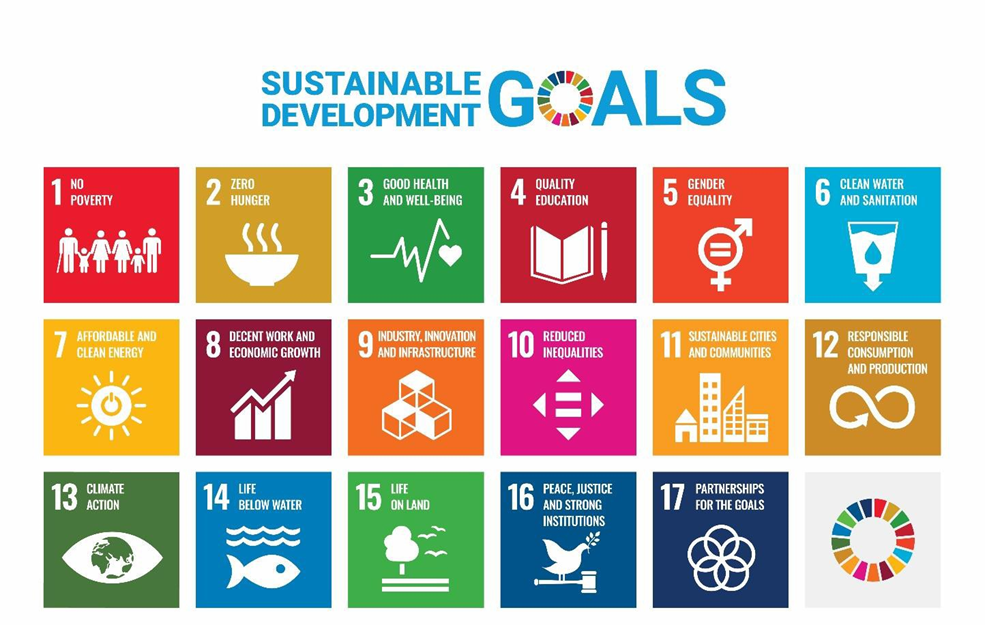 SUSTAINABLE
DEVELOPMENT
GOALS
1 NO
POVERTY
2 ZERO
HUNGER
3 GOOD HEALTH
AND WELL-BEING
4 QUALITY
EDUCATION
5 GENDER
EQUALITY
6 CLEAN WATER
AND SANITATION
7 AFFORDABLE AND
CLEAN ENERGY
8 DECENT WORK AND
ECONOMIC GROWTH
9 INDUSTRY, INNOVATION
AND INFRASTRUCTURE
10 REDUCED
INEQUALITIES
11 SUSTAINABLE CITIES
AND COMMUNITIES
12 RESPONSIBLE
CONSUMPTION
AND PRODUCTION
13 CLIMATE
ACTION
14 LIFE
BELOW WATER
15 LIFE
ON LAND
16 PEACE, JUSTICE
AND STRONG
INSTITUTIONS
17 PARTNERSHIPS
FOR THE GOALS